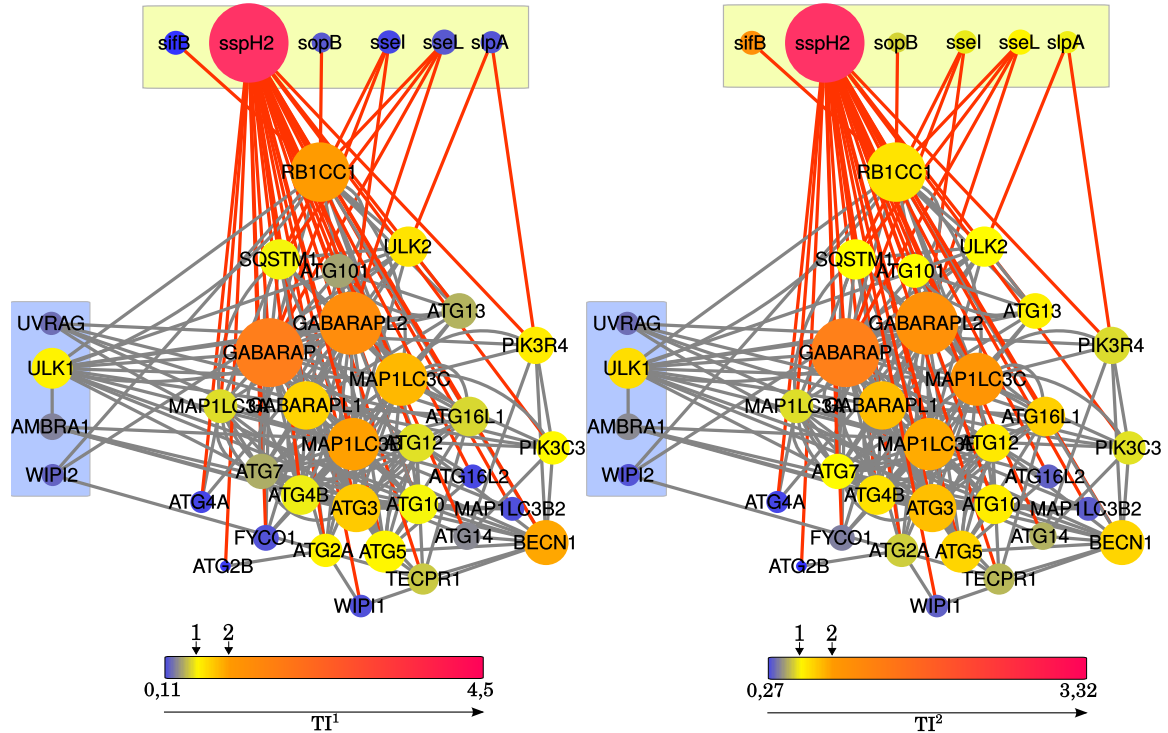 sifB sspH2 sopB sseI sseL slpA
RB1CC1
SQSTM1 ATG101 ULK2
GABARAPL2 ATG13
UVRAG GABARAP PIK3R4
ULK1 MAP1LC3C
MAP1LC3A GABARAPL1 ATG16L1
AMBRA1 MAP1LC3B ATG12 PIK3C3
WIPI2 ATG7 ATG16L2
ATG4A ATG4B ATG3 ATG10 MAP1LC3B2
FYCO1 ATG2A ATG5 ATG14 BECN1
ATG2B TECPR1
WIPI1
1 2
0,11 4,5
TI¹
sifB sspH2 sopB sseI sseL slpA
RB1CC1
SQSTM1 ATG101 ULK2
GABARAPL2 ATG13
UVRAG GABARAP PIK3R4
ULK1 MAP1LC3C
MAP1LC3A GABARAPL1 ATG16L1
AMBRA1 MAP1LC3B ATG12 PIK3C3
WIPI2 ATG7 ATG16L2
ATG4A ATG4B ATG3 ATG10 MAP1LC3B2
FYCO1 ATG2A ATG5 ATG14 BECN1
ATG2B TECPR1
WIPI1
1 2
0,27 3,32
TI²